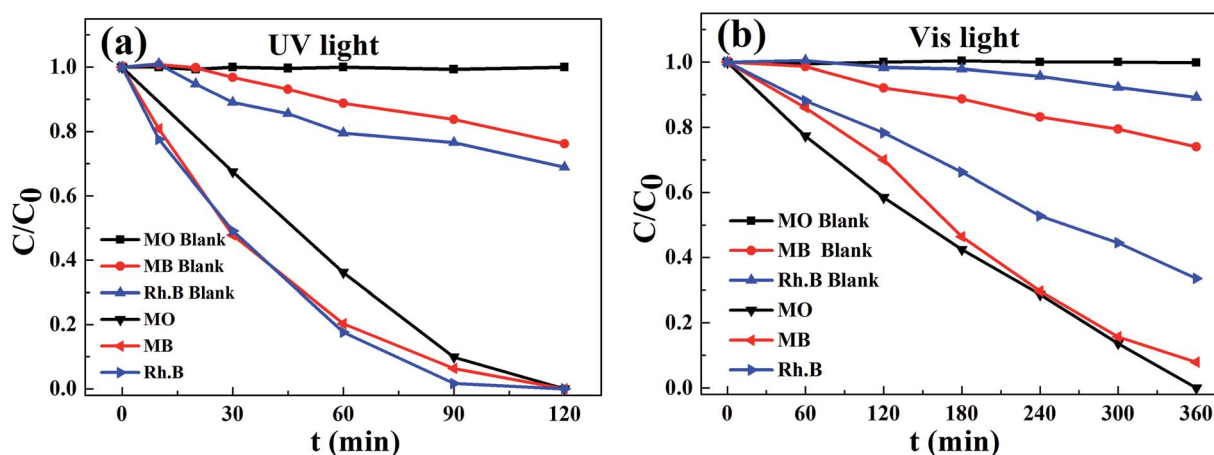 (a)
UV light
C/C0
1.0
0.8
0.6
0.4
0.2
0.0
MO Blank
MB Blank
Rh.B Blank
MO
MB
Rh.B
0 30 60 90 120
t (min)
(b)
Vis light
C/C0
1.0
0.8
0.6
0.4
0.2
0.0
MO Blank
MB Blank
Rh.B Blank
MO
MB
Rh.B
0 60 120 180 240 300 360
t (min)